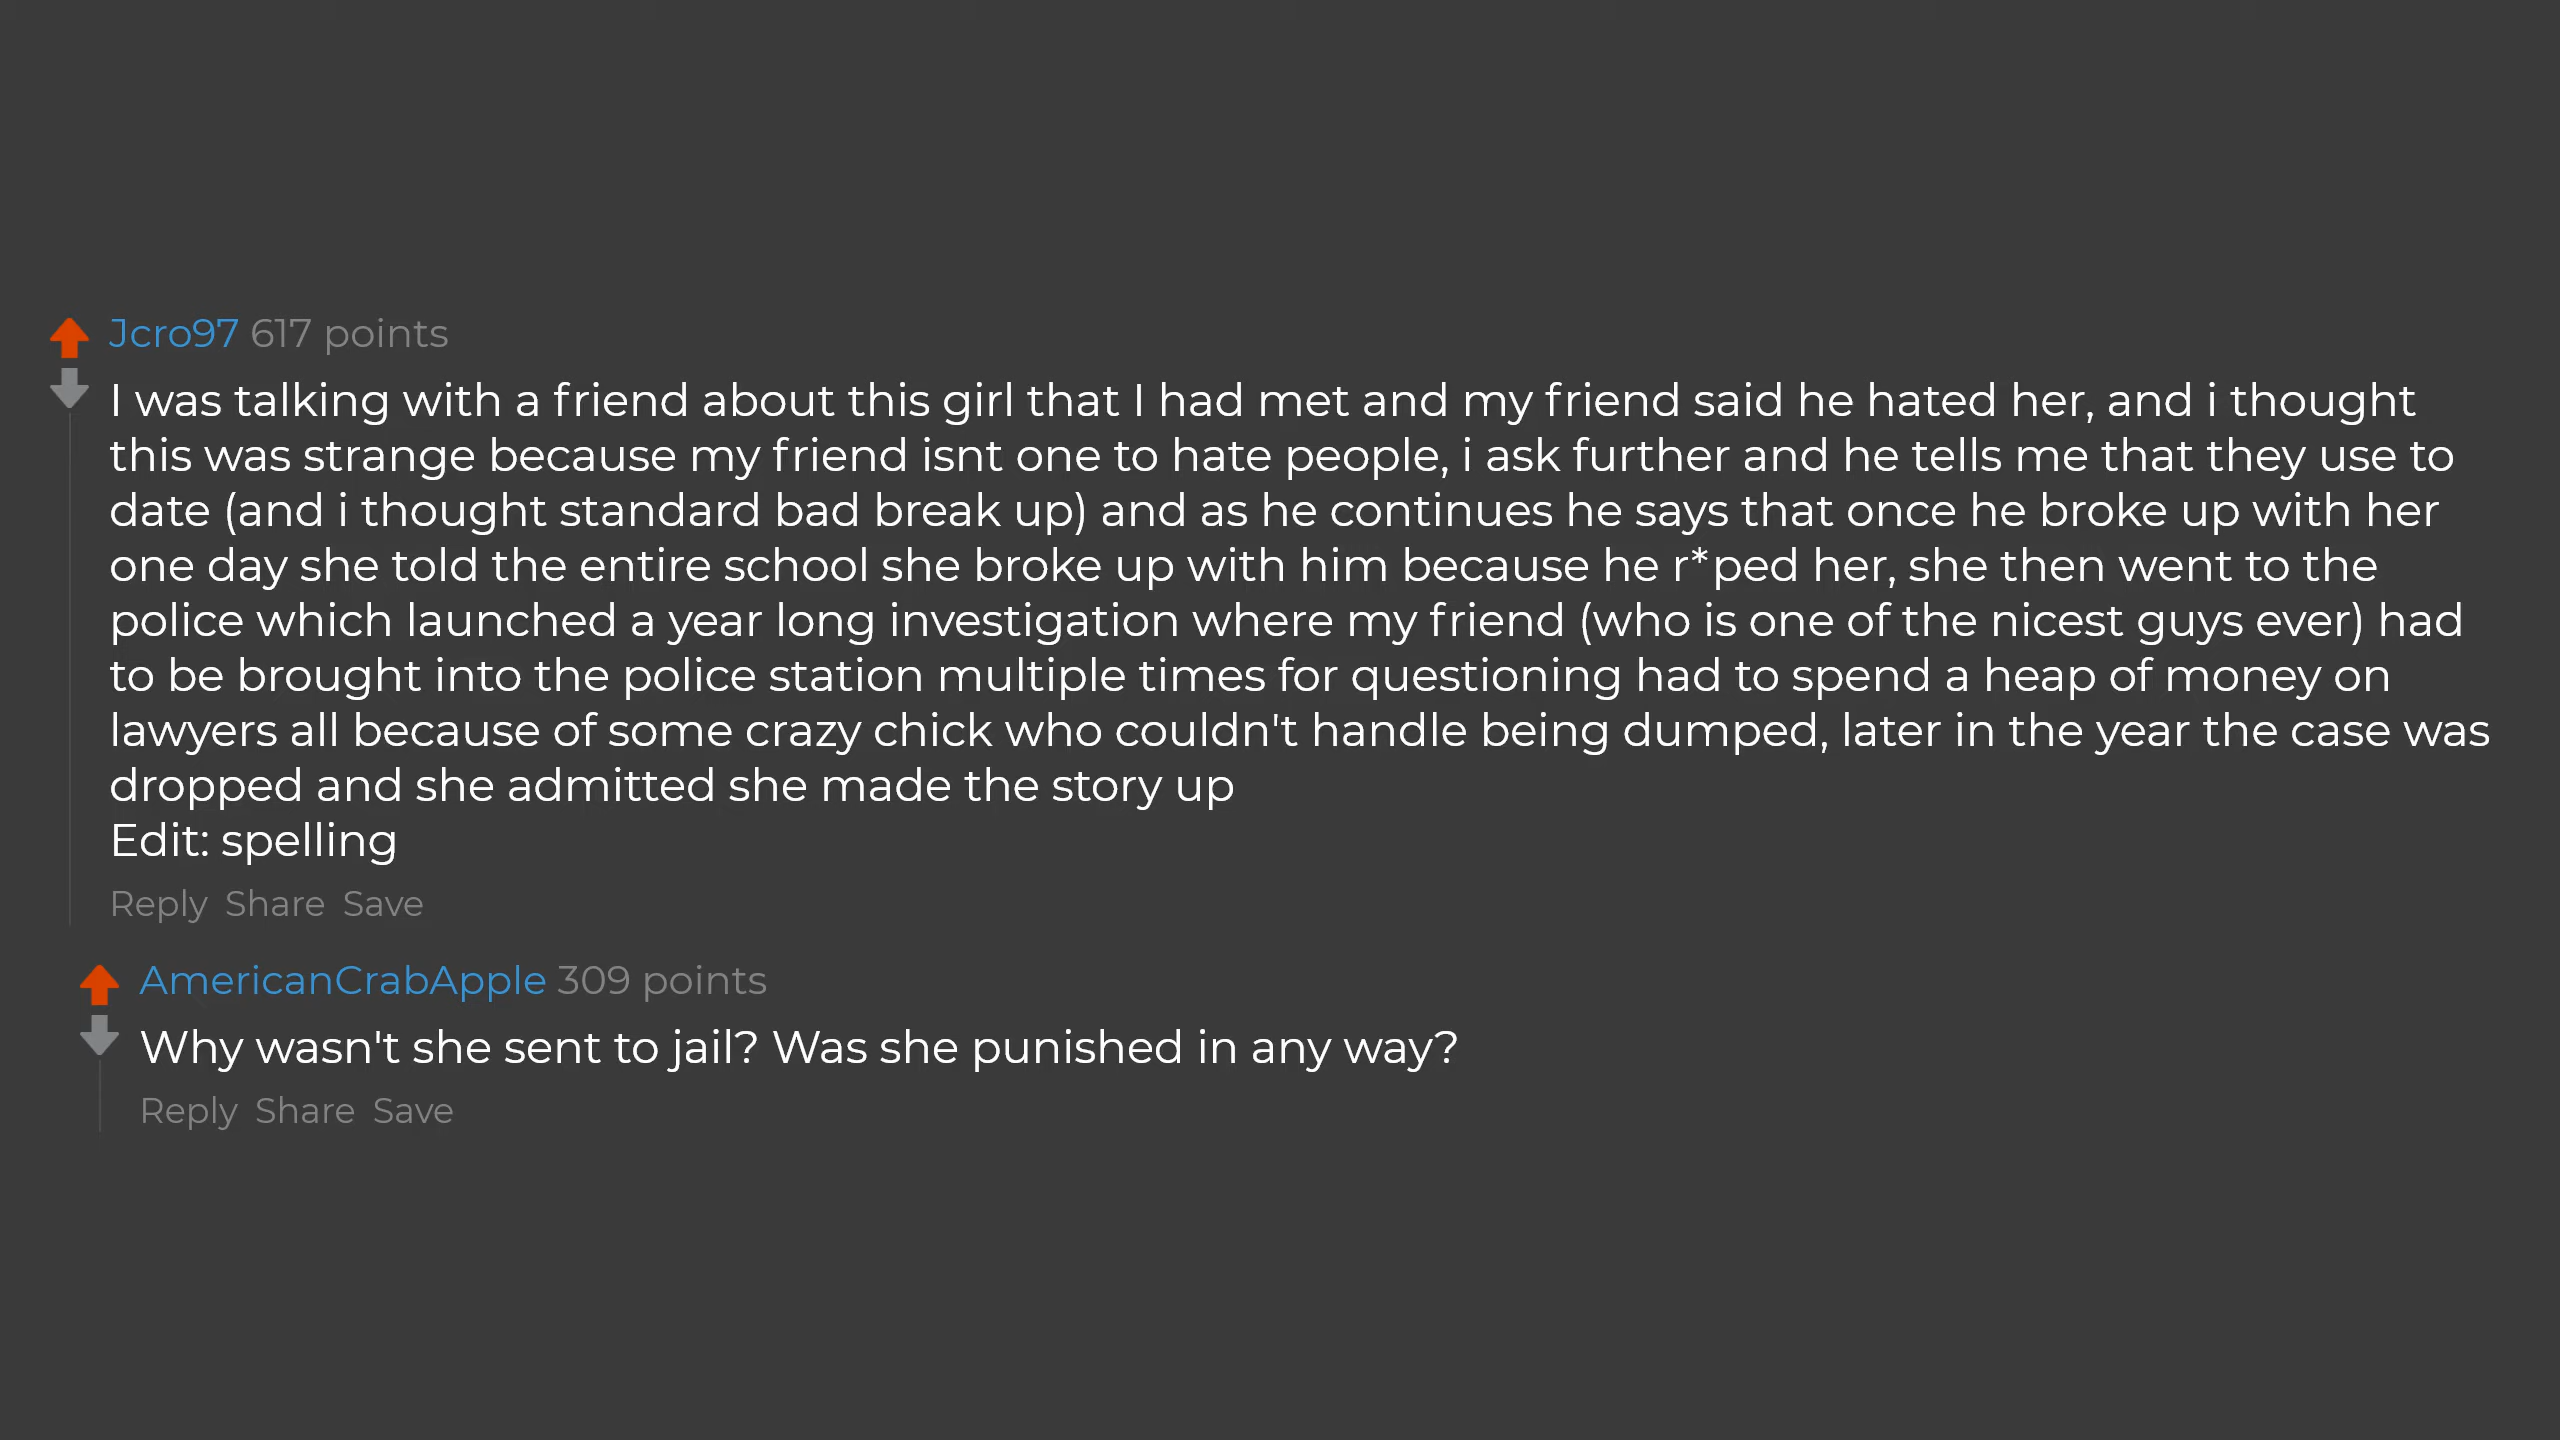 Jcro97 617 points
I was talking with a friend about this girl that I had met and my friend said he hated her, and i thought
this was strange because my friend isnt one to hate people, i ask further and he tells me that they use to
date (and i thought standard bad break up) and as he continues he says that once he broke up with her
one day she told the entire school she broke up with him because he r*ped her, she then went to the
police which launched a year long investigation where my friend (who is one of the nicest guys ever) had
to be brought into the police station multiple times for questioning had to spend a heap of money on
lawyers all because of some crazy chick who couldn't handle being dumped, later in the year the case was
dropped and she admitted she made the story up
Edit: spelling
Reply Share Save
AmericanCrabApple 309 points
Why wasn't she sent to jail? Was she punished in any way?
Reply Share Save